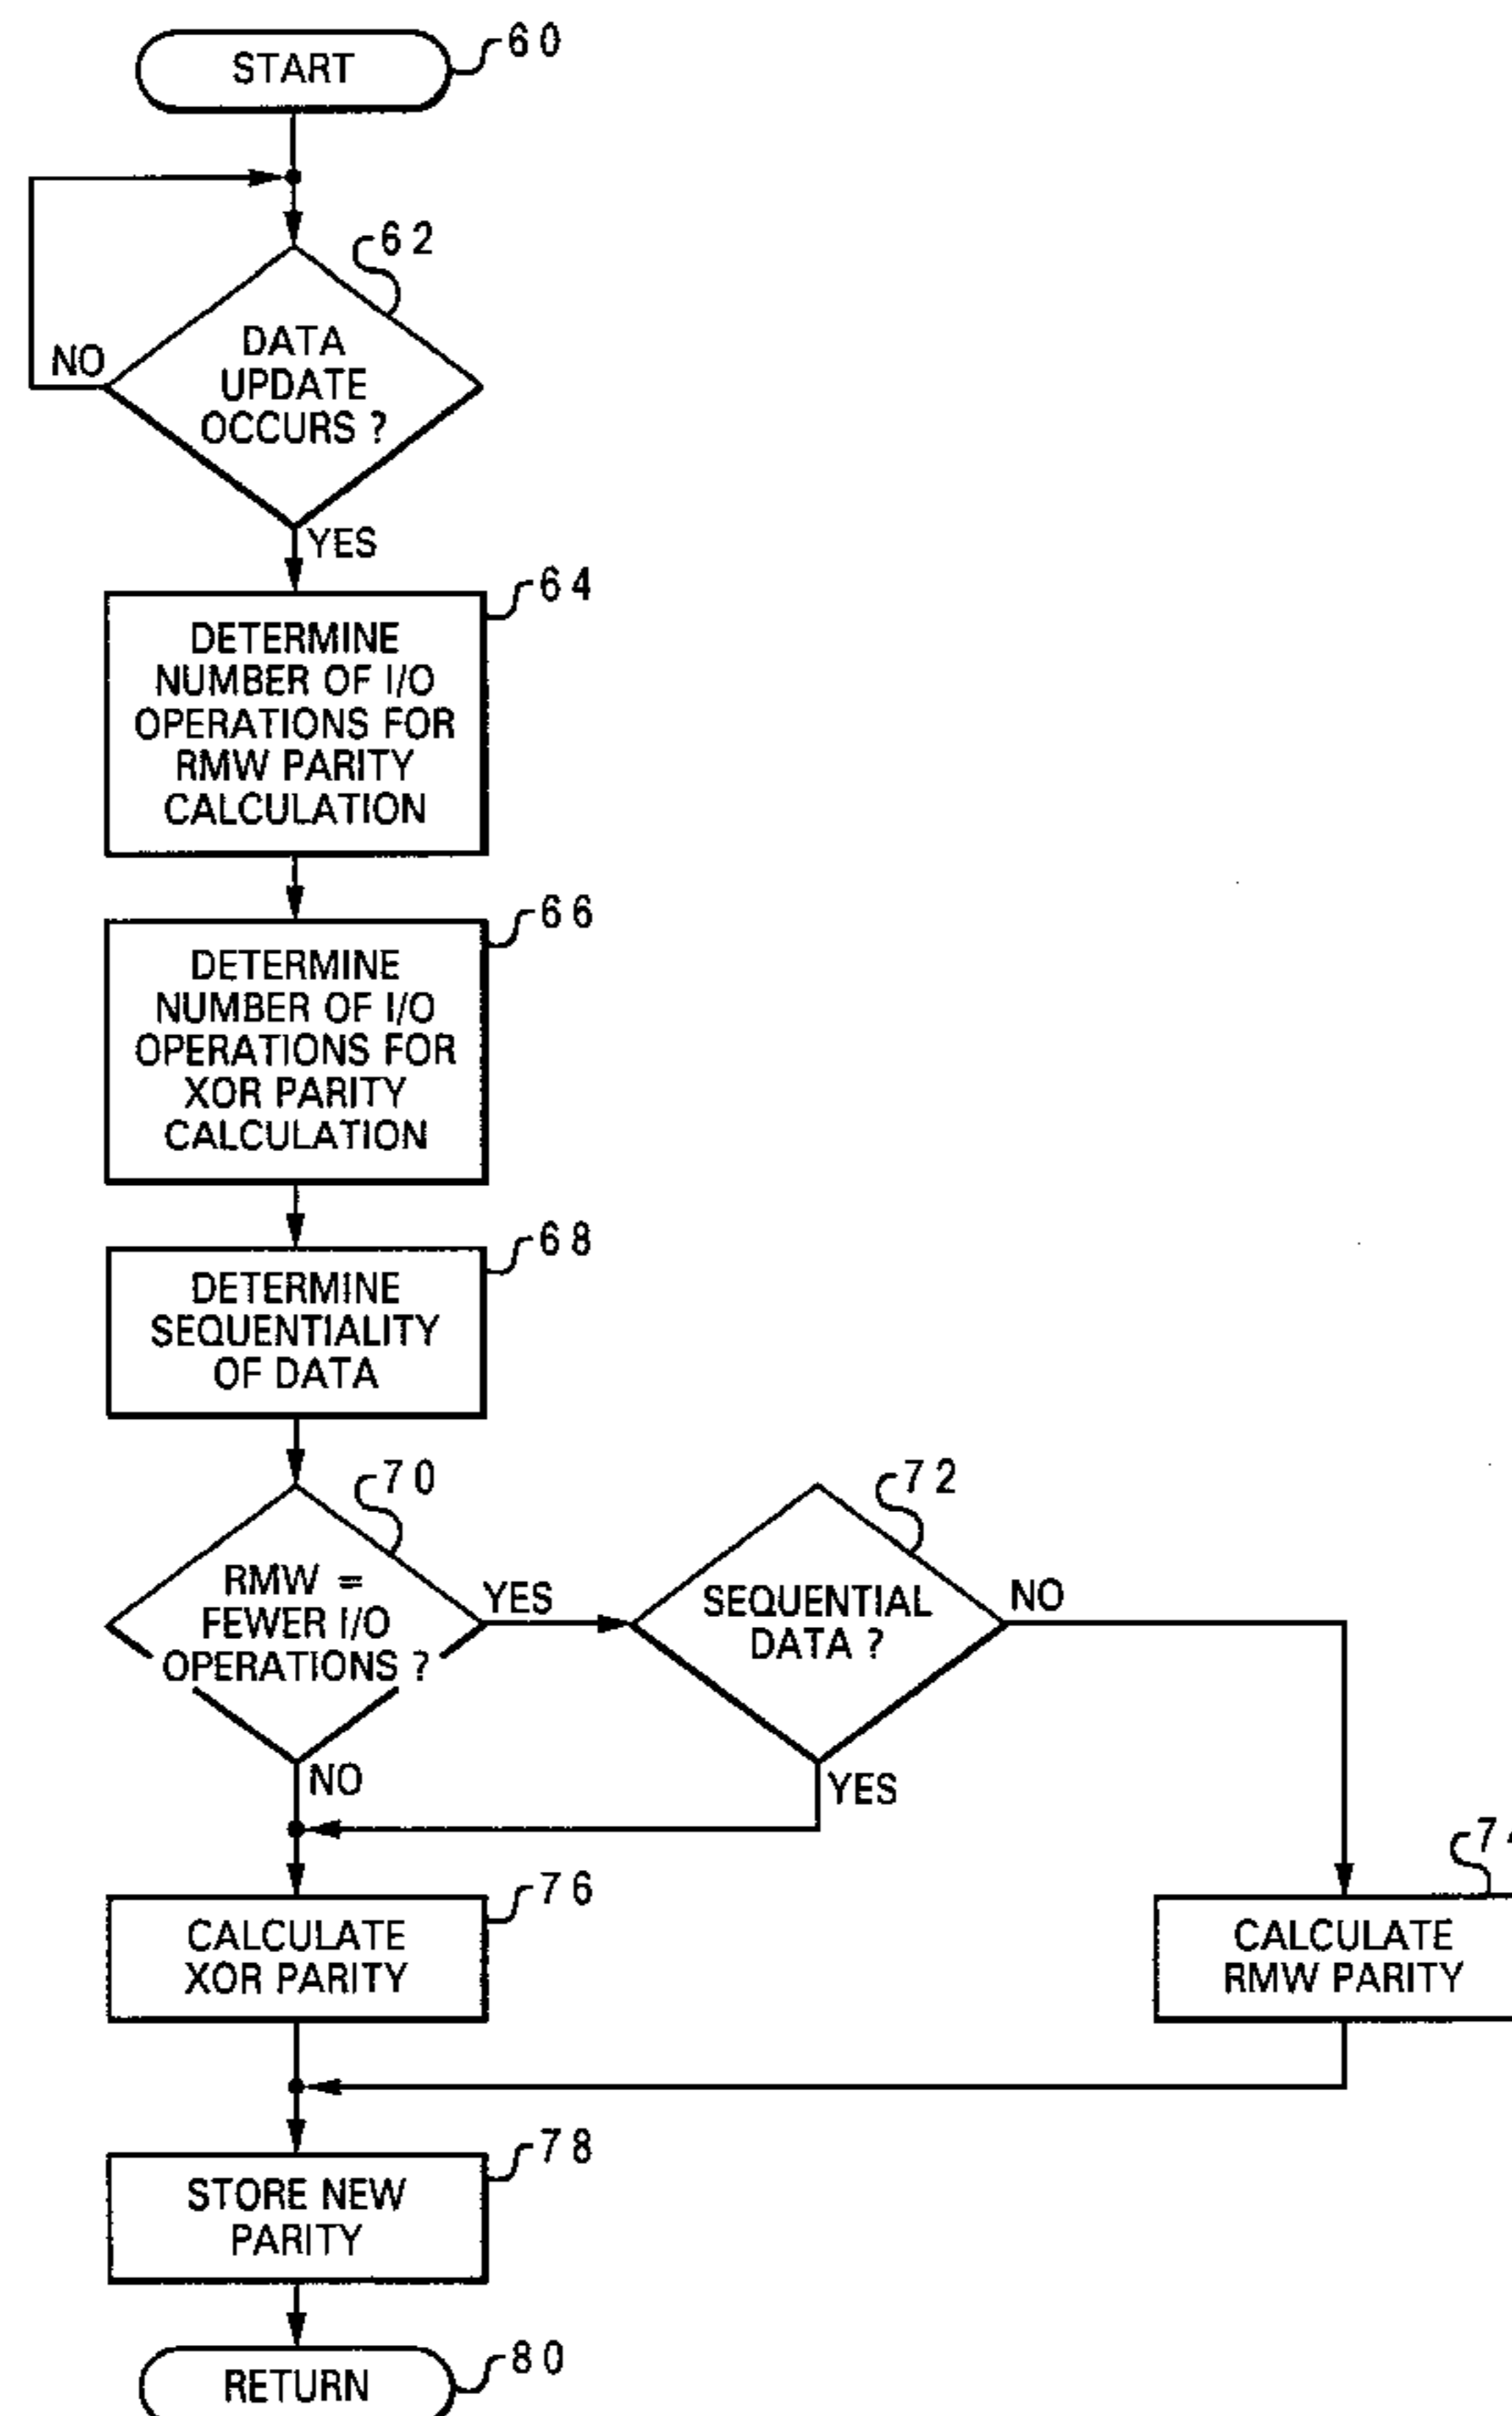 START
60
62
DATA
UPDATE
OCCURS ?
NO
YES
64
DETERMINE
NUMBER OF I/O
OPERATIONS FOR
RMW PARITY
CALCULATION
66
DETERMINE
NUMBER OF I/O
OPERATIONS FOR
XOR PARITY
CALCULATION
68
DETERMINE
SEQUENTIALITY
OF DATA
70
RMW =
FEWER I/O
OPERATIONS ?
YES
NO
72
SEQUENTIAL
DATA ?
NO
YES
76
CALCULATE
XOR PARITY
CALCULATE
RMW PARITY
78
STORE NEW
PARITY
RETURN
80